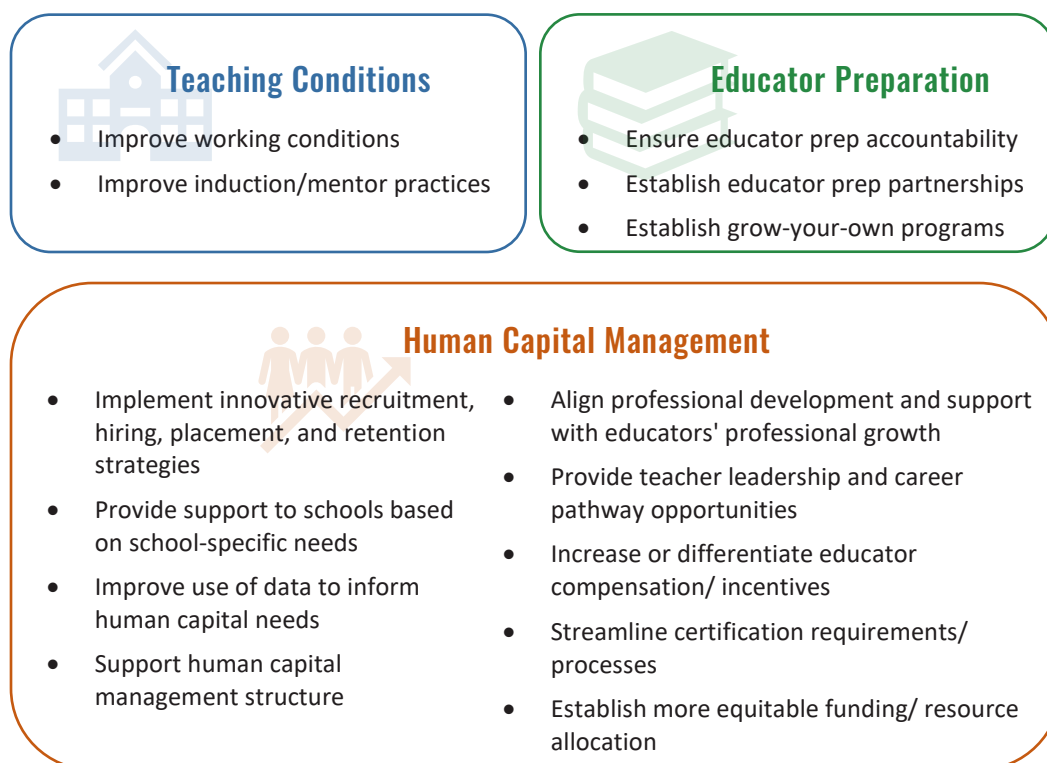 Teaching Conditions
• Improve working conditions
• Improve induction/mentor practices
Educator Preparation
• Ensure educator prep accountability
• Establish educator prep partnerships
• Establish grow-your-own programs
Human Capital Management
• Implement innovative recruitment,
hiring, placement, and retention
strategies
• Provide support to schools based
on school-specific needs
• Improve use of data to inform
human capital needs
• Support human capital
management structure
• Align professional development and support
with educators' professional growth
• Provide teacher leadership and career
pathway opportunities
• Increase or differentiate educator
compensation/ incentives
• Streamline certification requirements/
processes
• Establish more equitable funding/ resource
allocation